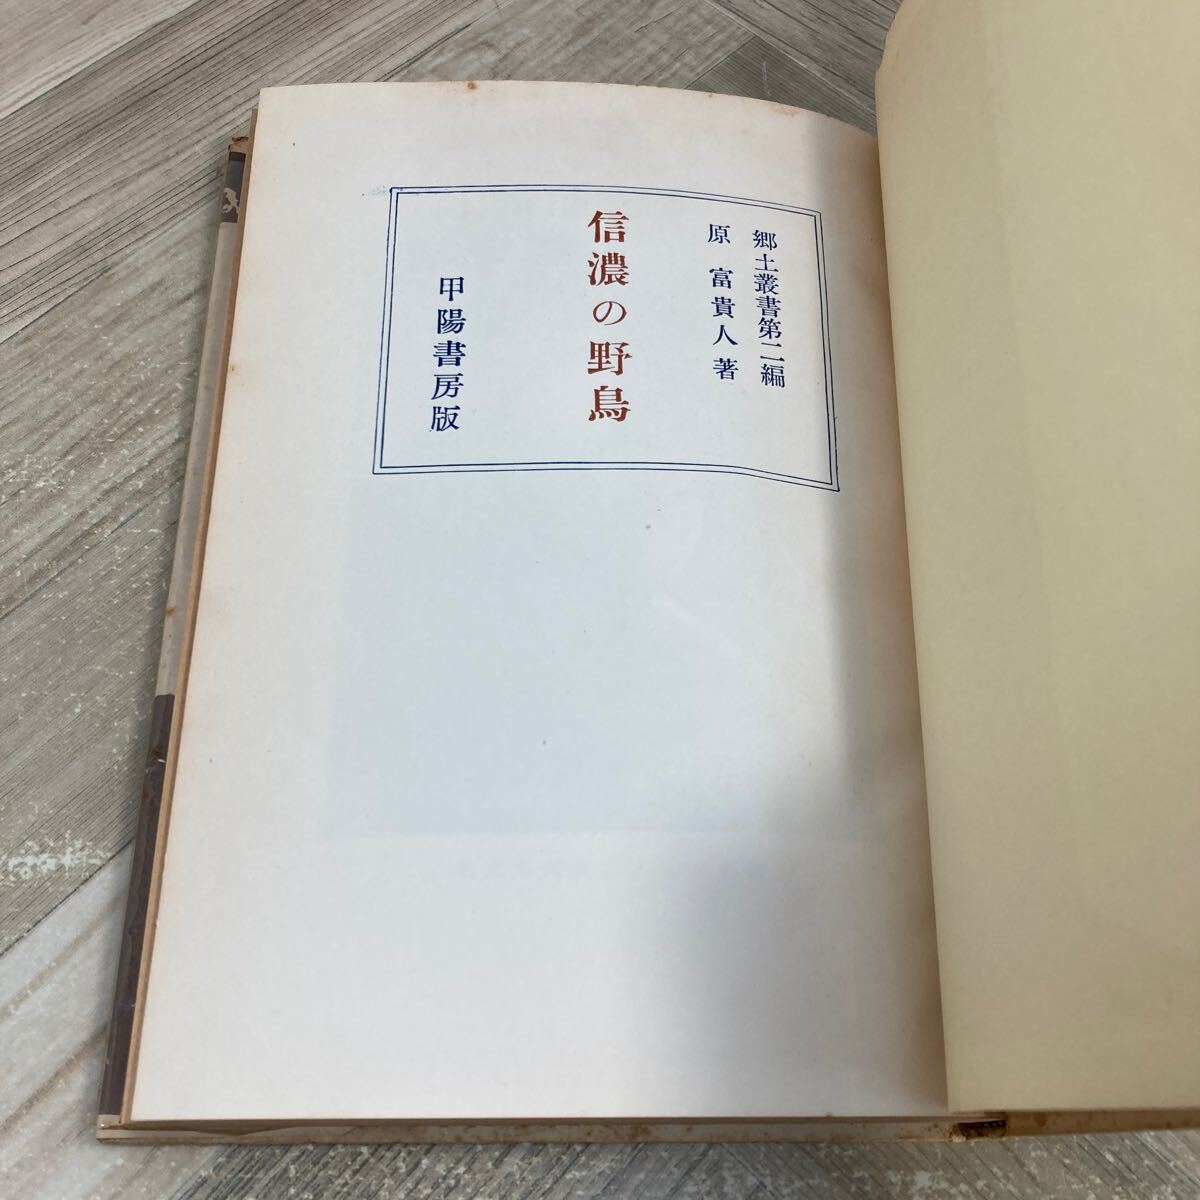 郷土叢書第二編
原 富貴人 著
信濃の野鳥
甲陽書房版